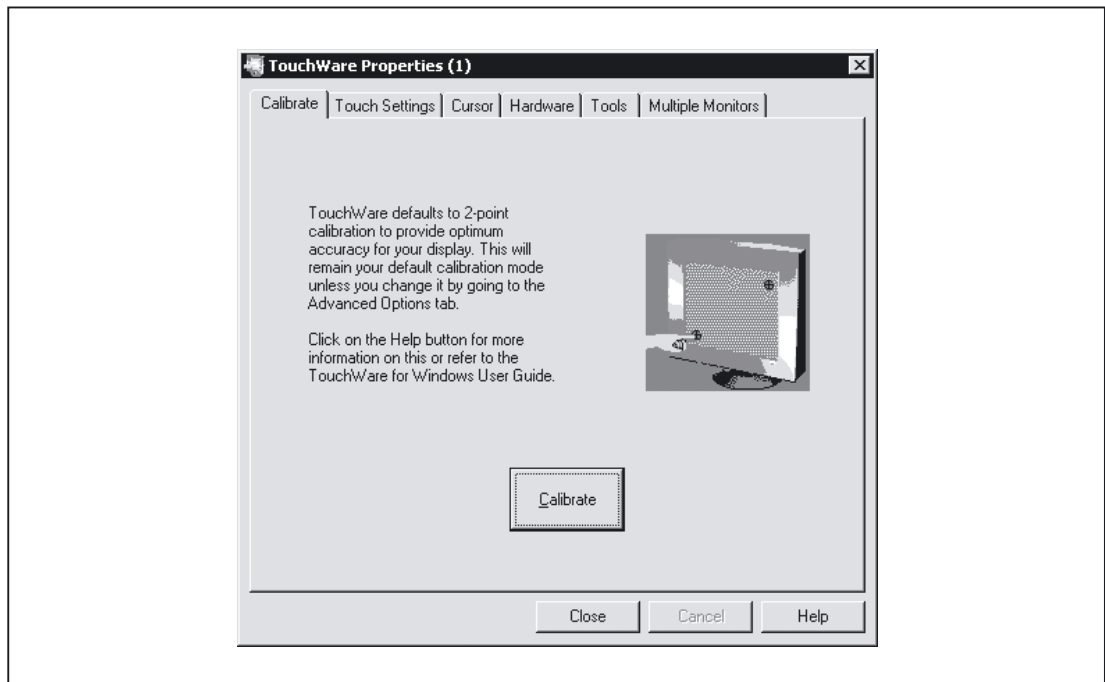 TouchWare Properties (1)
Calibrate Touch Settings Cursor Hardware Tools Multiple Monitors
TouchWare defaults to 2-point
calibration to provide optimum
accuracy for your display. This will
remain your default calibration mode
unless you change it by going to the
Advanced Options tab.
Click on the Help button for more
information on this or refer to the
TouchWare for Windows User Guide.
Calibrate
Close Cancel Help